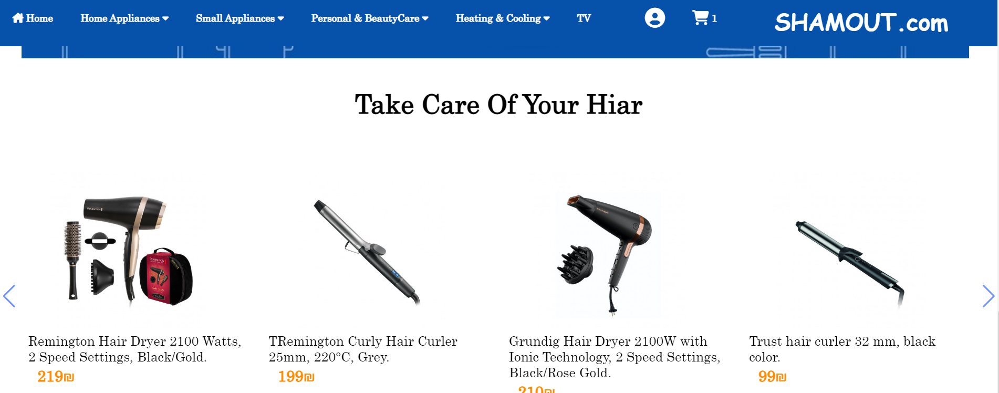 Home Home Appliances Small Appliances Personal & BeautyCare Heating & Cooling TV 1 SHAMOUT.com
Take Care Of Your Hiar
REMINGTON
REMINGTON
Remington Hair Dryer 2100 Watts,
2 Speed Settings, Black/Gold.
219₪
TRemington Curly Hair Curler
25mm, 220°C, Grey.
199₪
Grundig Hair Dryer 2100W with
Ionic Technology, 2 Speed Settings,
Black/Rose Gold.
210₪
Trust hair curler 32 mm, black
color.
99₪